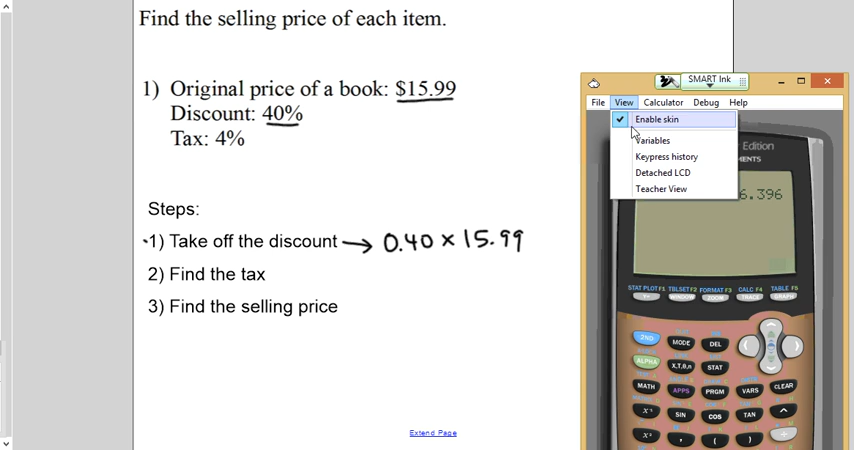 Find the selling price of each item.
1) Original price of a book: $15.99
Discount: 40%
Tax: 4%
Steps:
1) Take off the discount → 0.40 × 15.99
2) Find the tax
3) Find the selling price
Extend Page
SMART Ink
File View Calculator Debug Help
Enable skin
Variables
Keypress history
Detached LCD
Teacher View
Edition
MENTS
6.396
STAT PLOT F1 TBLSET F2 FORMAT F3 CALC F4 TABLE F5
Y= WINDOW ZOOM TRACE GRAPH
2ND MODE DEL
ALPHA X,T,θ,n STAT
MATH APPS PRGM VARS CLEAR
x⁻¹ SIN COS TAN ^
x² , ( ) ÷